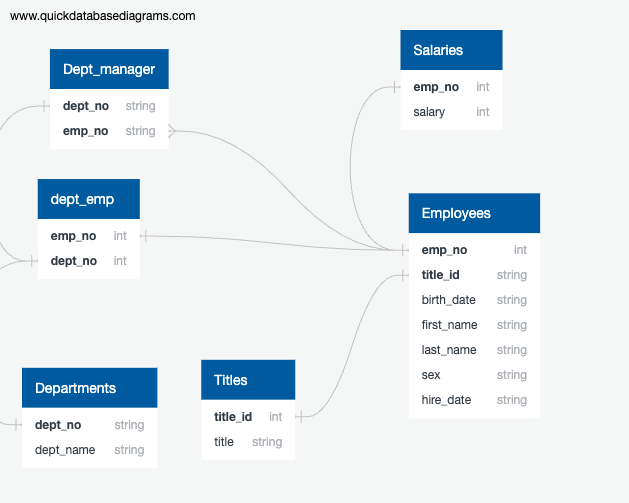 www.quickdatabasediagrams.com
Dept_manager
dept_no string
emp_no string
Salaries
emp_no int
salary int
dept_emp
emp_no int
dept_no int
Employees
emp_no int
title_id string
birth_date string
first_name string
last_name string
sex string
hire_date string
Departments
dept_no string
dept_name string
Titles
title_id int
title string